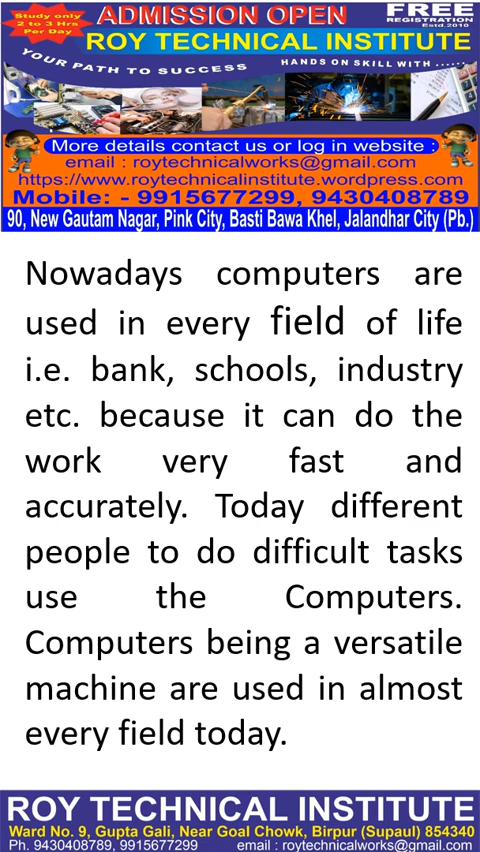 Study only
2 to 3 Hrs
Per Day
ADMISSION OPEN
FREE
REGISTRATION
Estd.2010
ROY TECHNICAL INSTITUTE
YOUR PATH TO SUCCESS
HANDS ON SKILL WITH ......
More details contact us or log in website :
email : roytechnicalworks@gmail.com
https://www.roytechnicalinstitute.wordpress.com
Mobile: - 9915677299, 9430408789
90, New Gautam Nagar, Pink City, Basti Bawa Khel, Jalandhar City (Pb.)
Nowadays computers are
used in every field of life
i.e. bank, schools, industry
etc. because it can do the
work very fast and
accurately. Today different
people to do difficult tasks
use the Computers.
Computers being a versatile
machine are used in almost
every field today.
ROY TECHNICAL INSTITUTE
Ward No. 9, Gupta Gali, Near Goal Chowk, Birpur (Supaul) 854340
Ph. 9430408789, 9915677299 email : roytechnicalworks@gmail.com